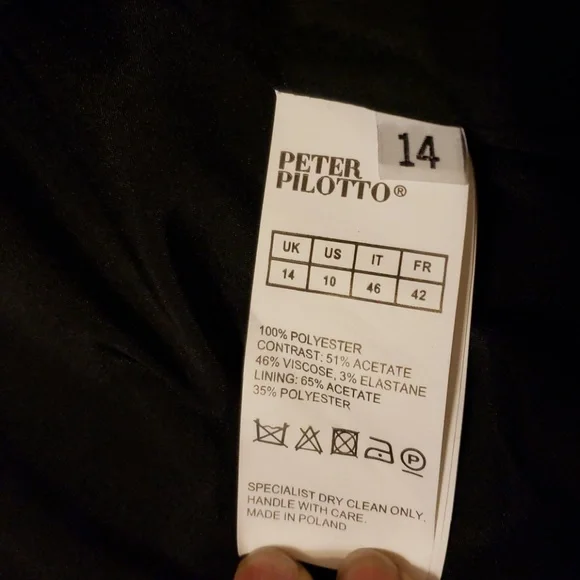 14
PETER
PILOTTO®
UK US IT FR
14 10 46 42
100% POLYESTER
CONTRAST: 51% ACETATE
46% VISCOSE, 3% ELASTANE
LINING: 65% ACETATE
35% POLYESTER
P
SPECIALIST DRY CLEAN ONLY.
HANDLE WITH CARE.
MADE IN POLAND